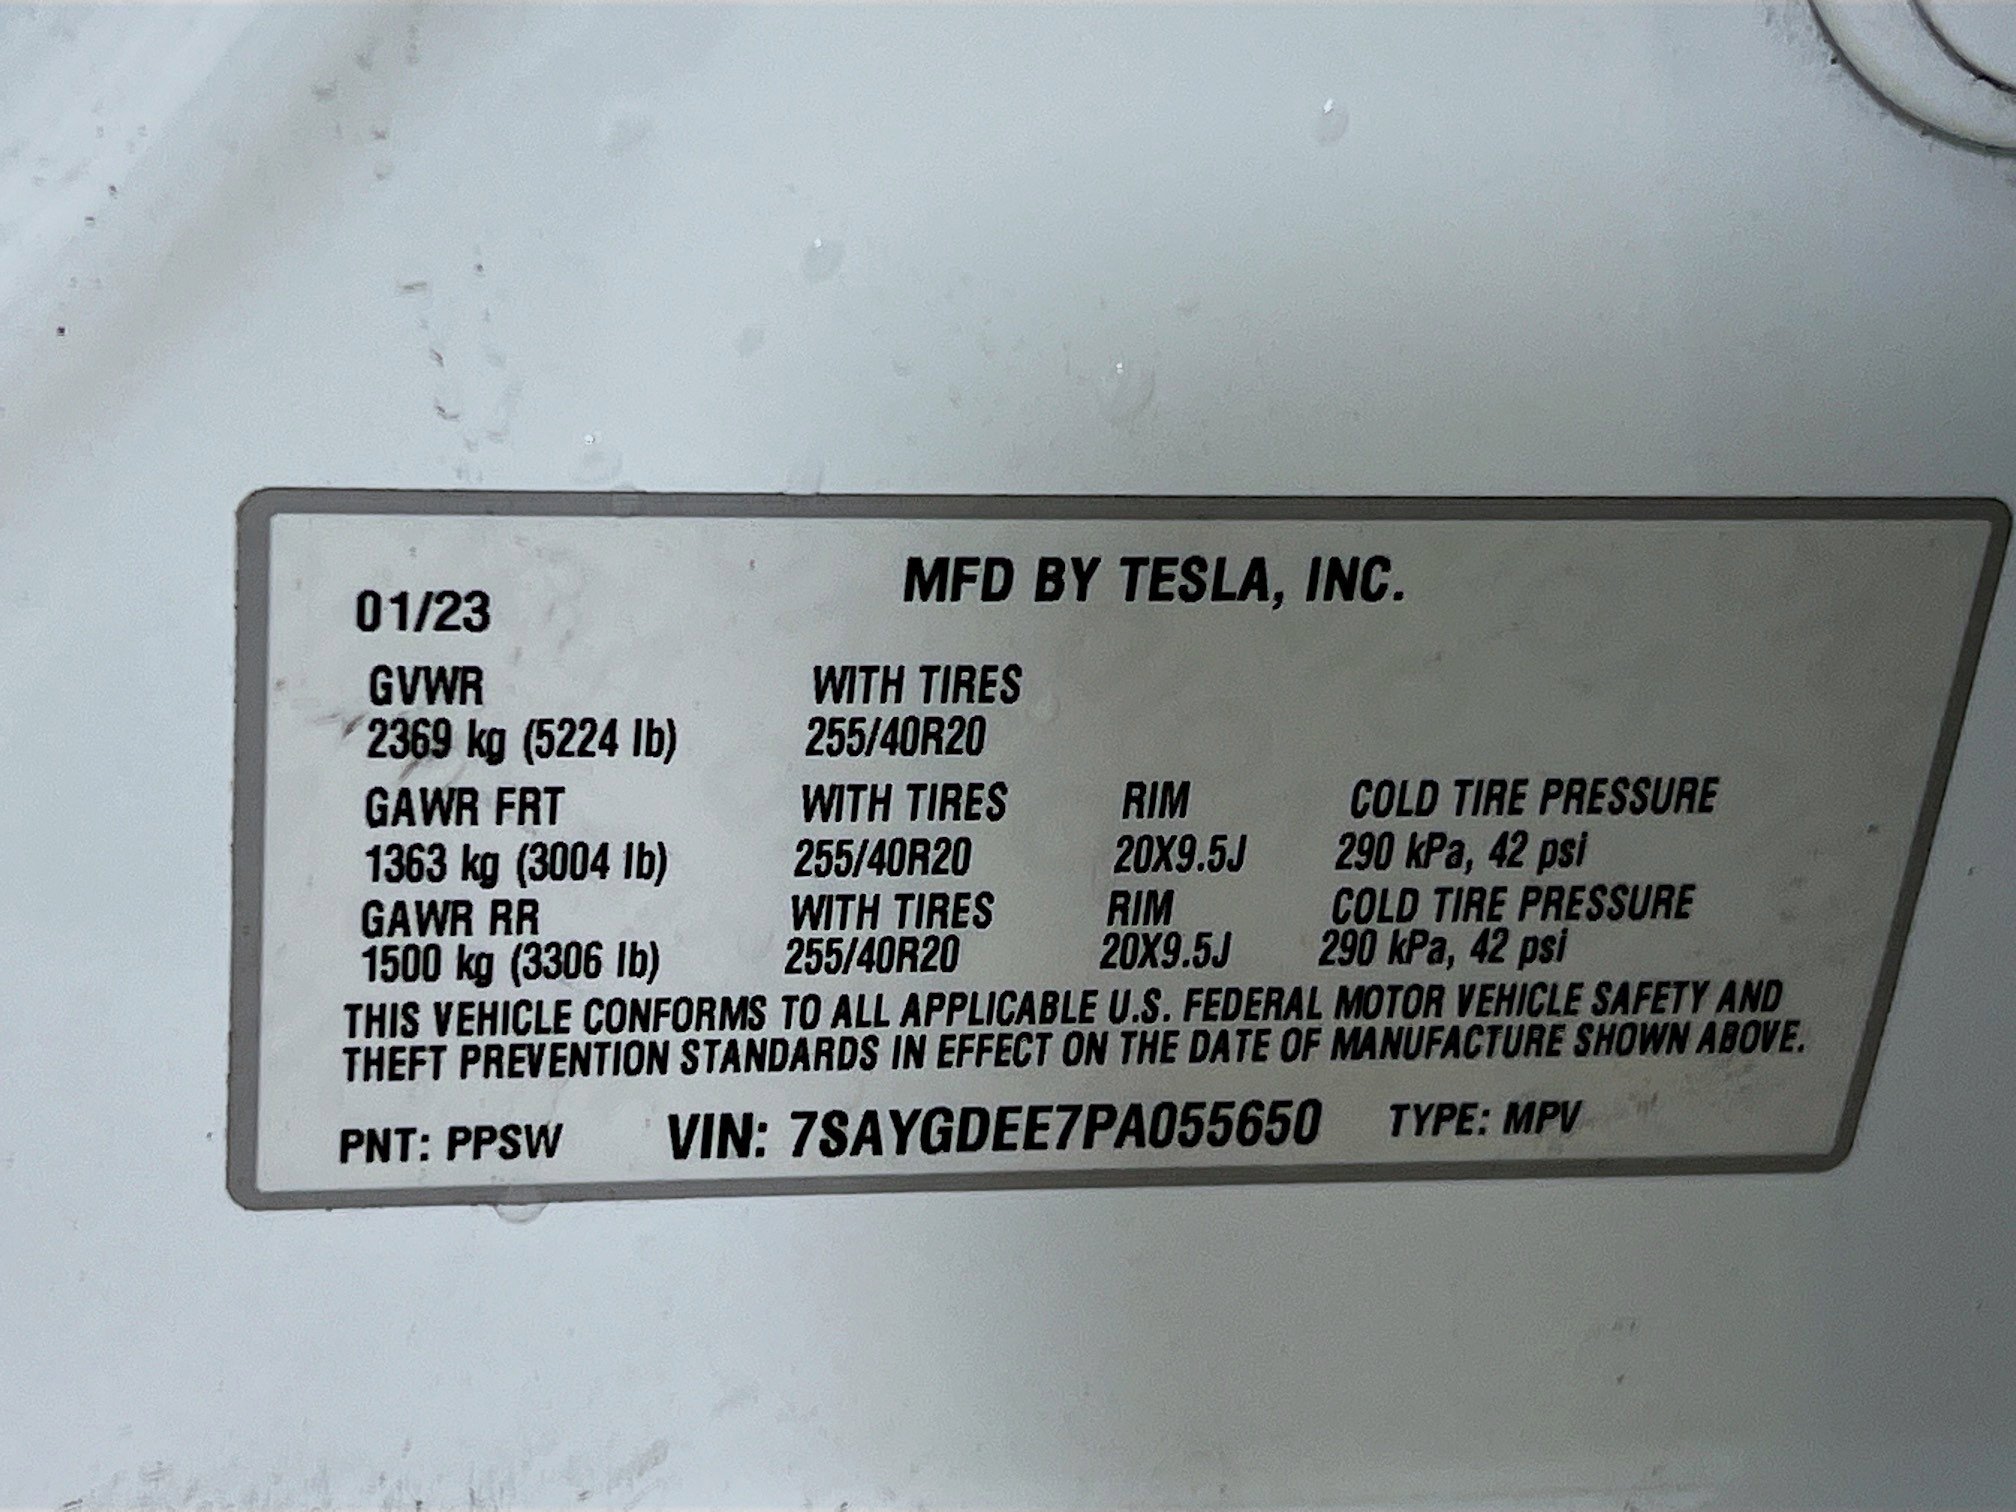 MFD BY TESLA, INC.
01/23
GVWR WITH TIRES
2369 kg (5224 lb) 255/40R20
GAWR FRT WITH TIRES RIM COLD TIRE PRESSURE
1363 kg (3004 lb) 255/40R20 20X9.5J 290 kPa, 42 psi
GAWR RR WITH TIRES RIM COLD TIRE PRESSURE
1500 kg (3306 lb) 255/40R20 20X9.5J 290 kPa, 42 psi
THIS VEHICLE CONFORMS TO ALL APPLICABLE U.S. FEDERAL MOTOR VEHICLE SAFETY AND
THEFT PREVENTION STANDARDS IN EFFECT ON THE DATE OF MANUFACTURE SHOWN ABOVE.
PNT: PPSW VIN: 7SAYGDEE7PA055650 TYPE: MPV